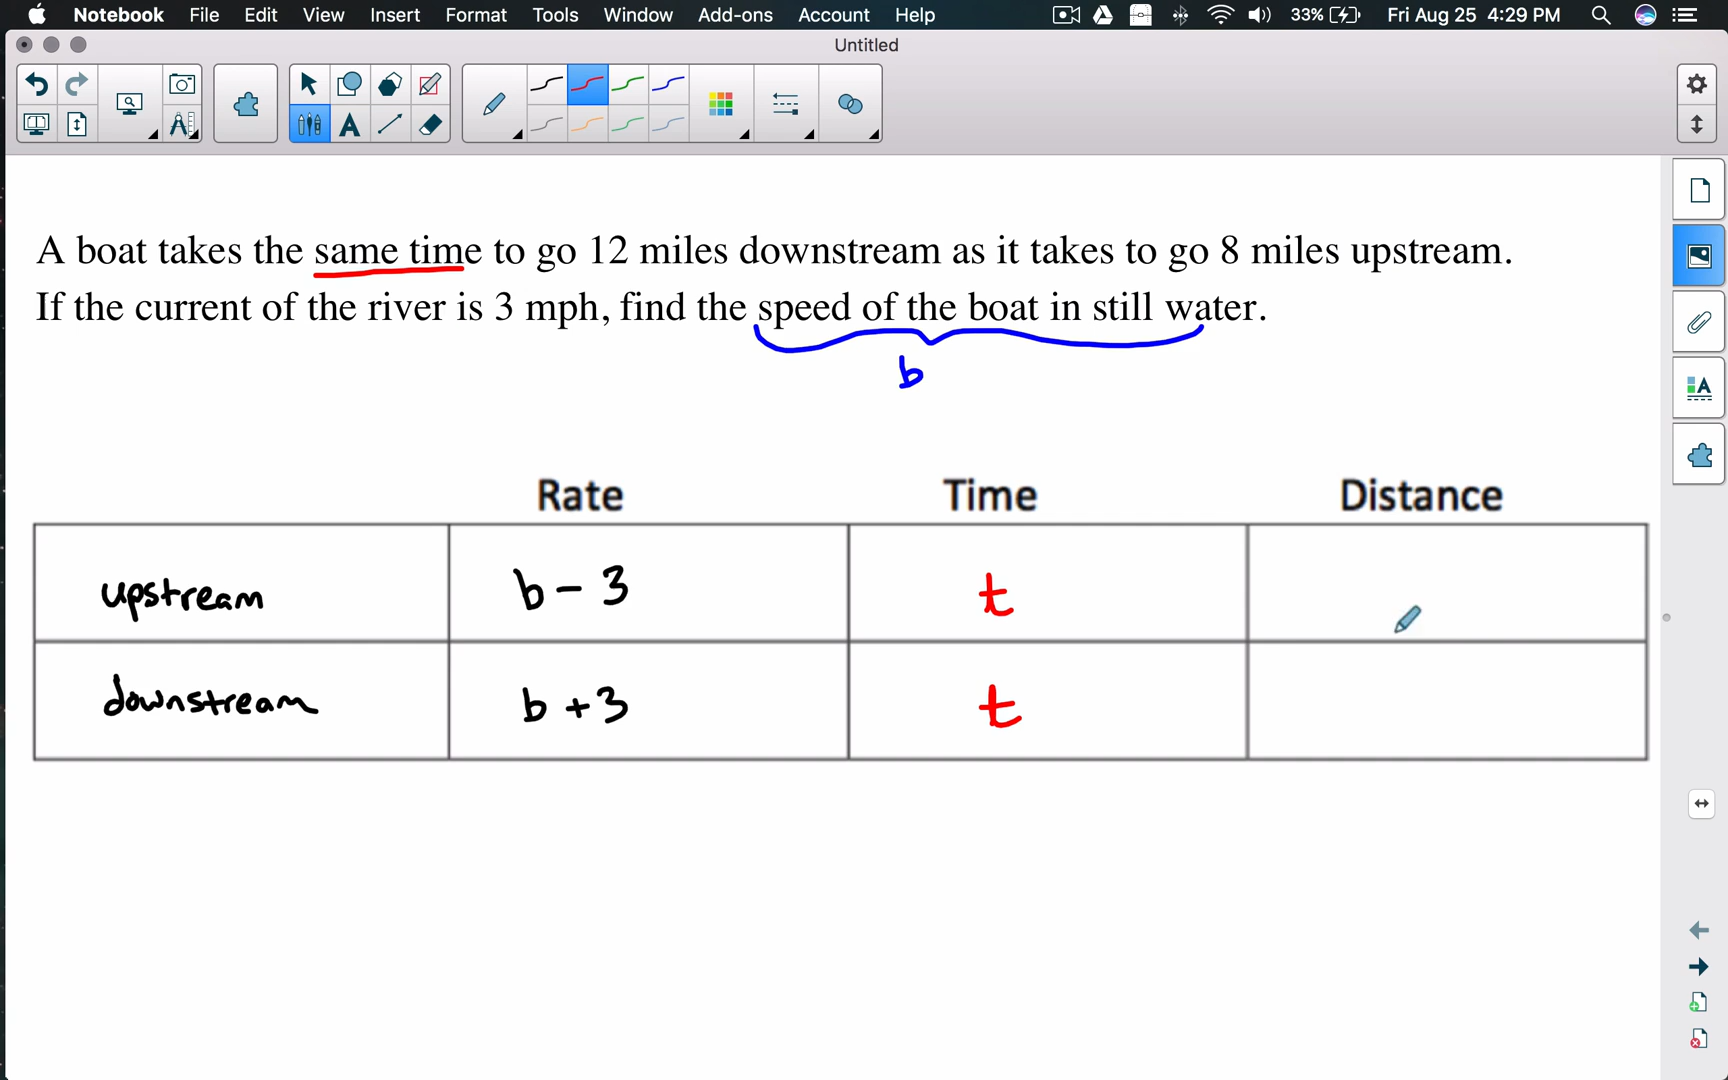 Notebook File Edit View Insert Format Tools Window Add-ons Account Help 33% Fri Aug 25 4:29 PM
Untitled
A boat takes the same time to go 12 miles downstream as it takes to go 8 miles upstream.
If the current of the river is 3 mph, find the speed of the boat in still water.
b
Rate Time Distance
upstream b - 3 t
downstream b + 3 t